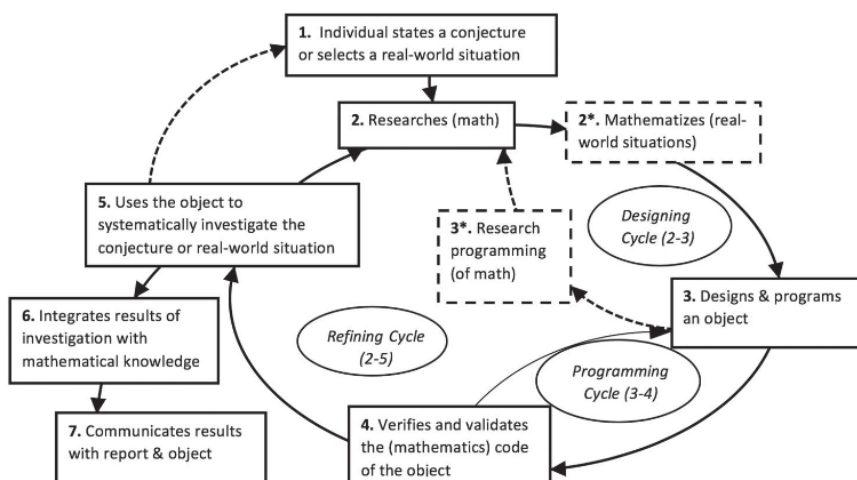 1. Individual states a conjecture
or selects a real-world situation
2. Researches (math)
2*. Mathematizes (real-
world situations)
5. Uses the object to
systematically investigate the
conjecture or real-world situation
3*. Research
programming
(of math)
Designing
Cycle (2-3)
3. Designs & programs
an object
6. Integrates results of
investigation with
mathematical knowledge
Refining Cycle
(2-5)
Programming
Cycle (3-4)
7. Communicates results
with report & object
4. Verifies and validates
the (mathematics) code
of the object